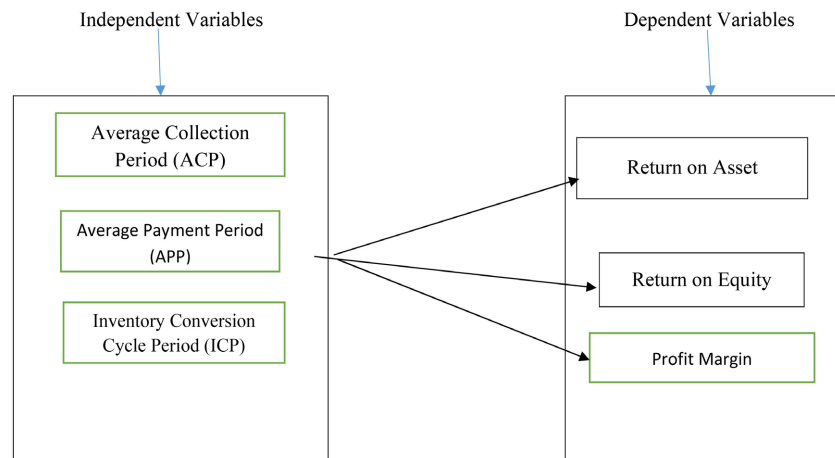 Independent Variables
Dependent Variables
Average Collection
Period (ACP)
Average Payment Period
(APP)
Inventory Conversion
Cycle Period (ICP)
Return on Asset
Return on Equity
Profit Margin